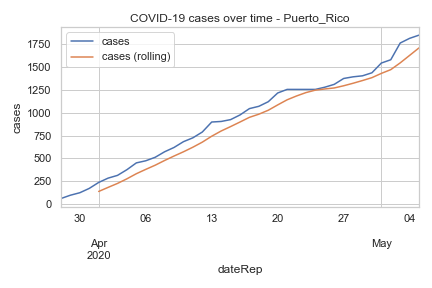 COVID-19 cases over time - Puerto_Rico
cases
cases (rolling)
cases
1750
1500
1250
1000
750
500
250
0
30 06 13 20 27 04
Apr May
2020
dateRep